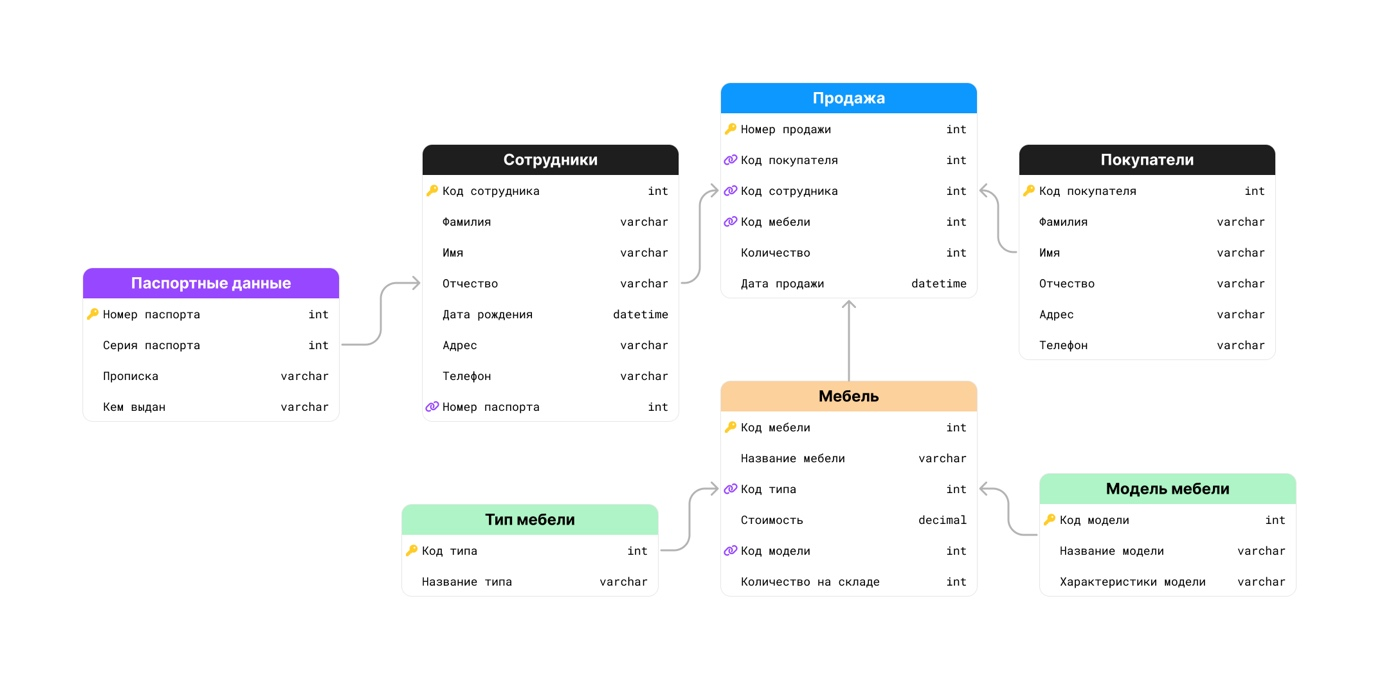 Продажа
Номер продажи int
Код покупателя int
Код сотрудника int
Код мебели int
Количество int
Дата продажи datetime
Сотрудники
Код сотрудника int
Фамилия varchar
Имя varchar
Отчество varchar
Дата рождения datetime
Адрес varchar
Телефон varchar
Номер паспорта int
Покупатели
Код покупателя int
Фамилия varchar
Имя varchar
Отчество varchar
Адрес varchar
Телефон varchar
Паспортные данные
Номер паспорта int
Серия паспорта int
Прописка varchar
Кем выдан varchar
Мебель
Код мебели int
Название мебели varchar
Код типа int
Стоимость decimal
Код модели int
Количество на складе int
Тип мебели
Код типа int
Название типа varchar
Модель мебели
Код модели int
Название модели varchar
Характеристики модели varchar